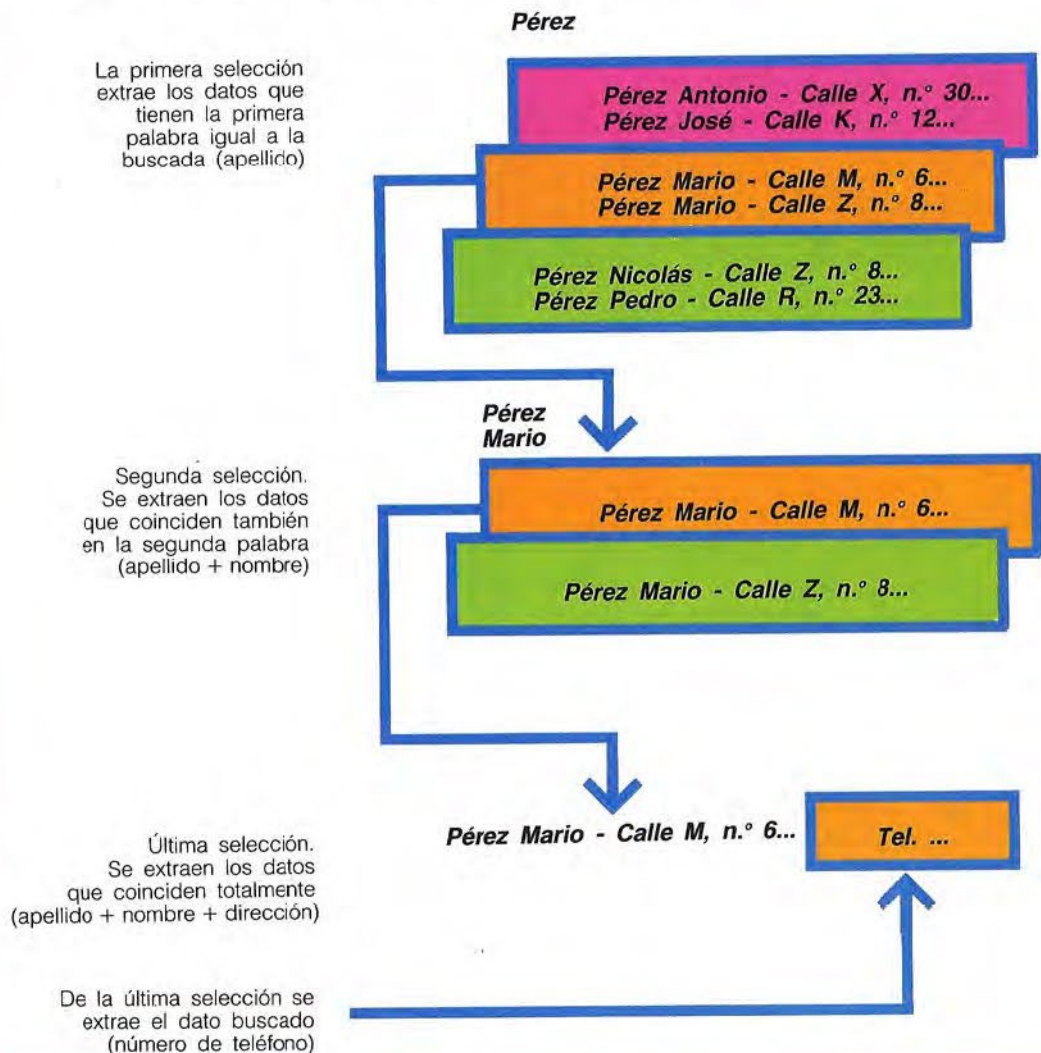 Pérez
La primera selección
extrae los datos que
tienen la primera
palabra igual a la
buscada (apellido)
Pérez Antonio - Calle X, n.° 30...
Pérez José - Calle K, n.° 12...
Pérez Mario - Calle M, n.° 6...
Pérez Mario - Calle Z, n.° 8...
Pérez Nicolás - Calle Z, n.° 8...
Pérez Pedro - Calle R, n.° 23...
Pérez
Mario
Segunda selección.
Se extraen los datos
que coinciden también
en la segunda palabra
(apellido + nombre)
Pérez Mario - Calle M, n.° 6...
Pérez Mario - Calle Z, n.° 8...
Última selección.
Se extraen los datos
que coinciden totalmente
(apellido + nombre + dirección)
Pérez Mario - Calle M, n.° 6...
Tel. ...
De la última selección se
extrae el dato buscado
(número de teléfono)